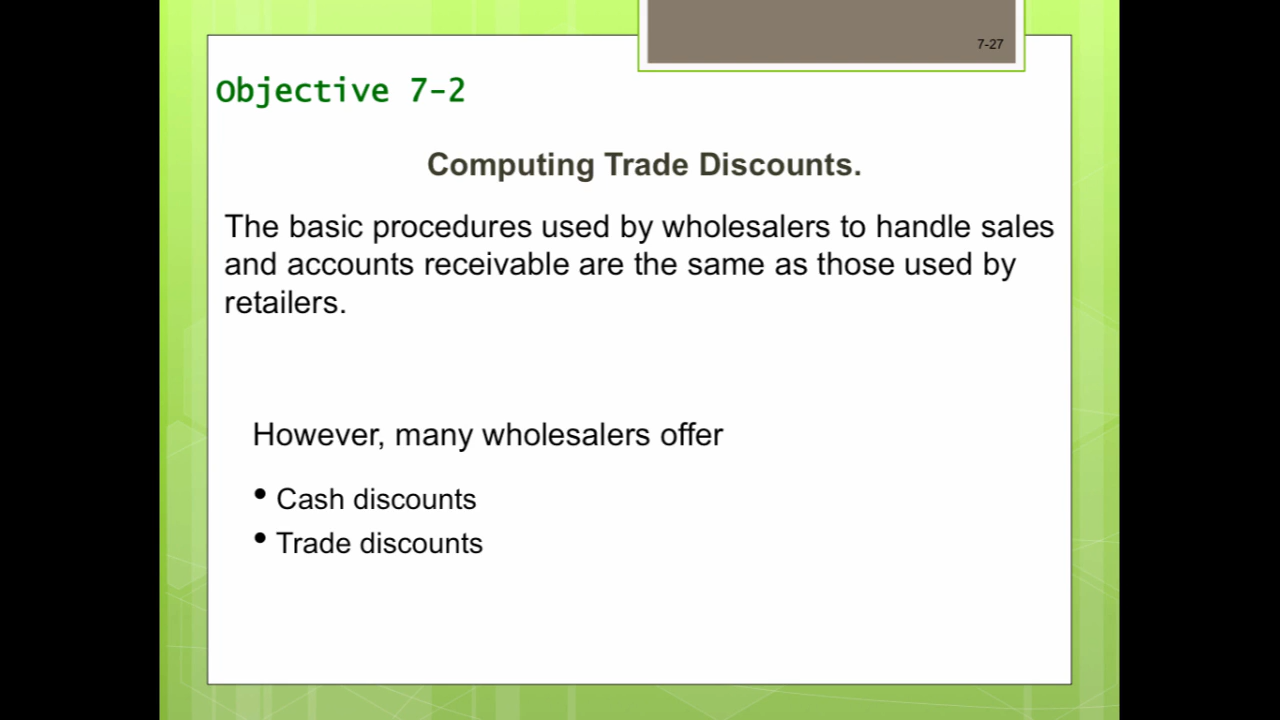 7-27
Objective 7-2
Computing Trade Discounts.
The basic procedures used by wholesalers to handle sales
and accounts receivable are the same as those used by
retailers.
However, many wholesalers offer
• Cash discounts
• Trade discounts